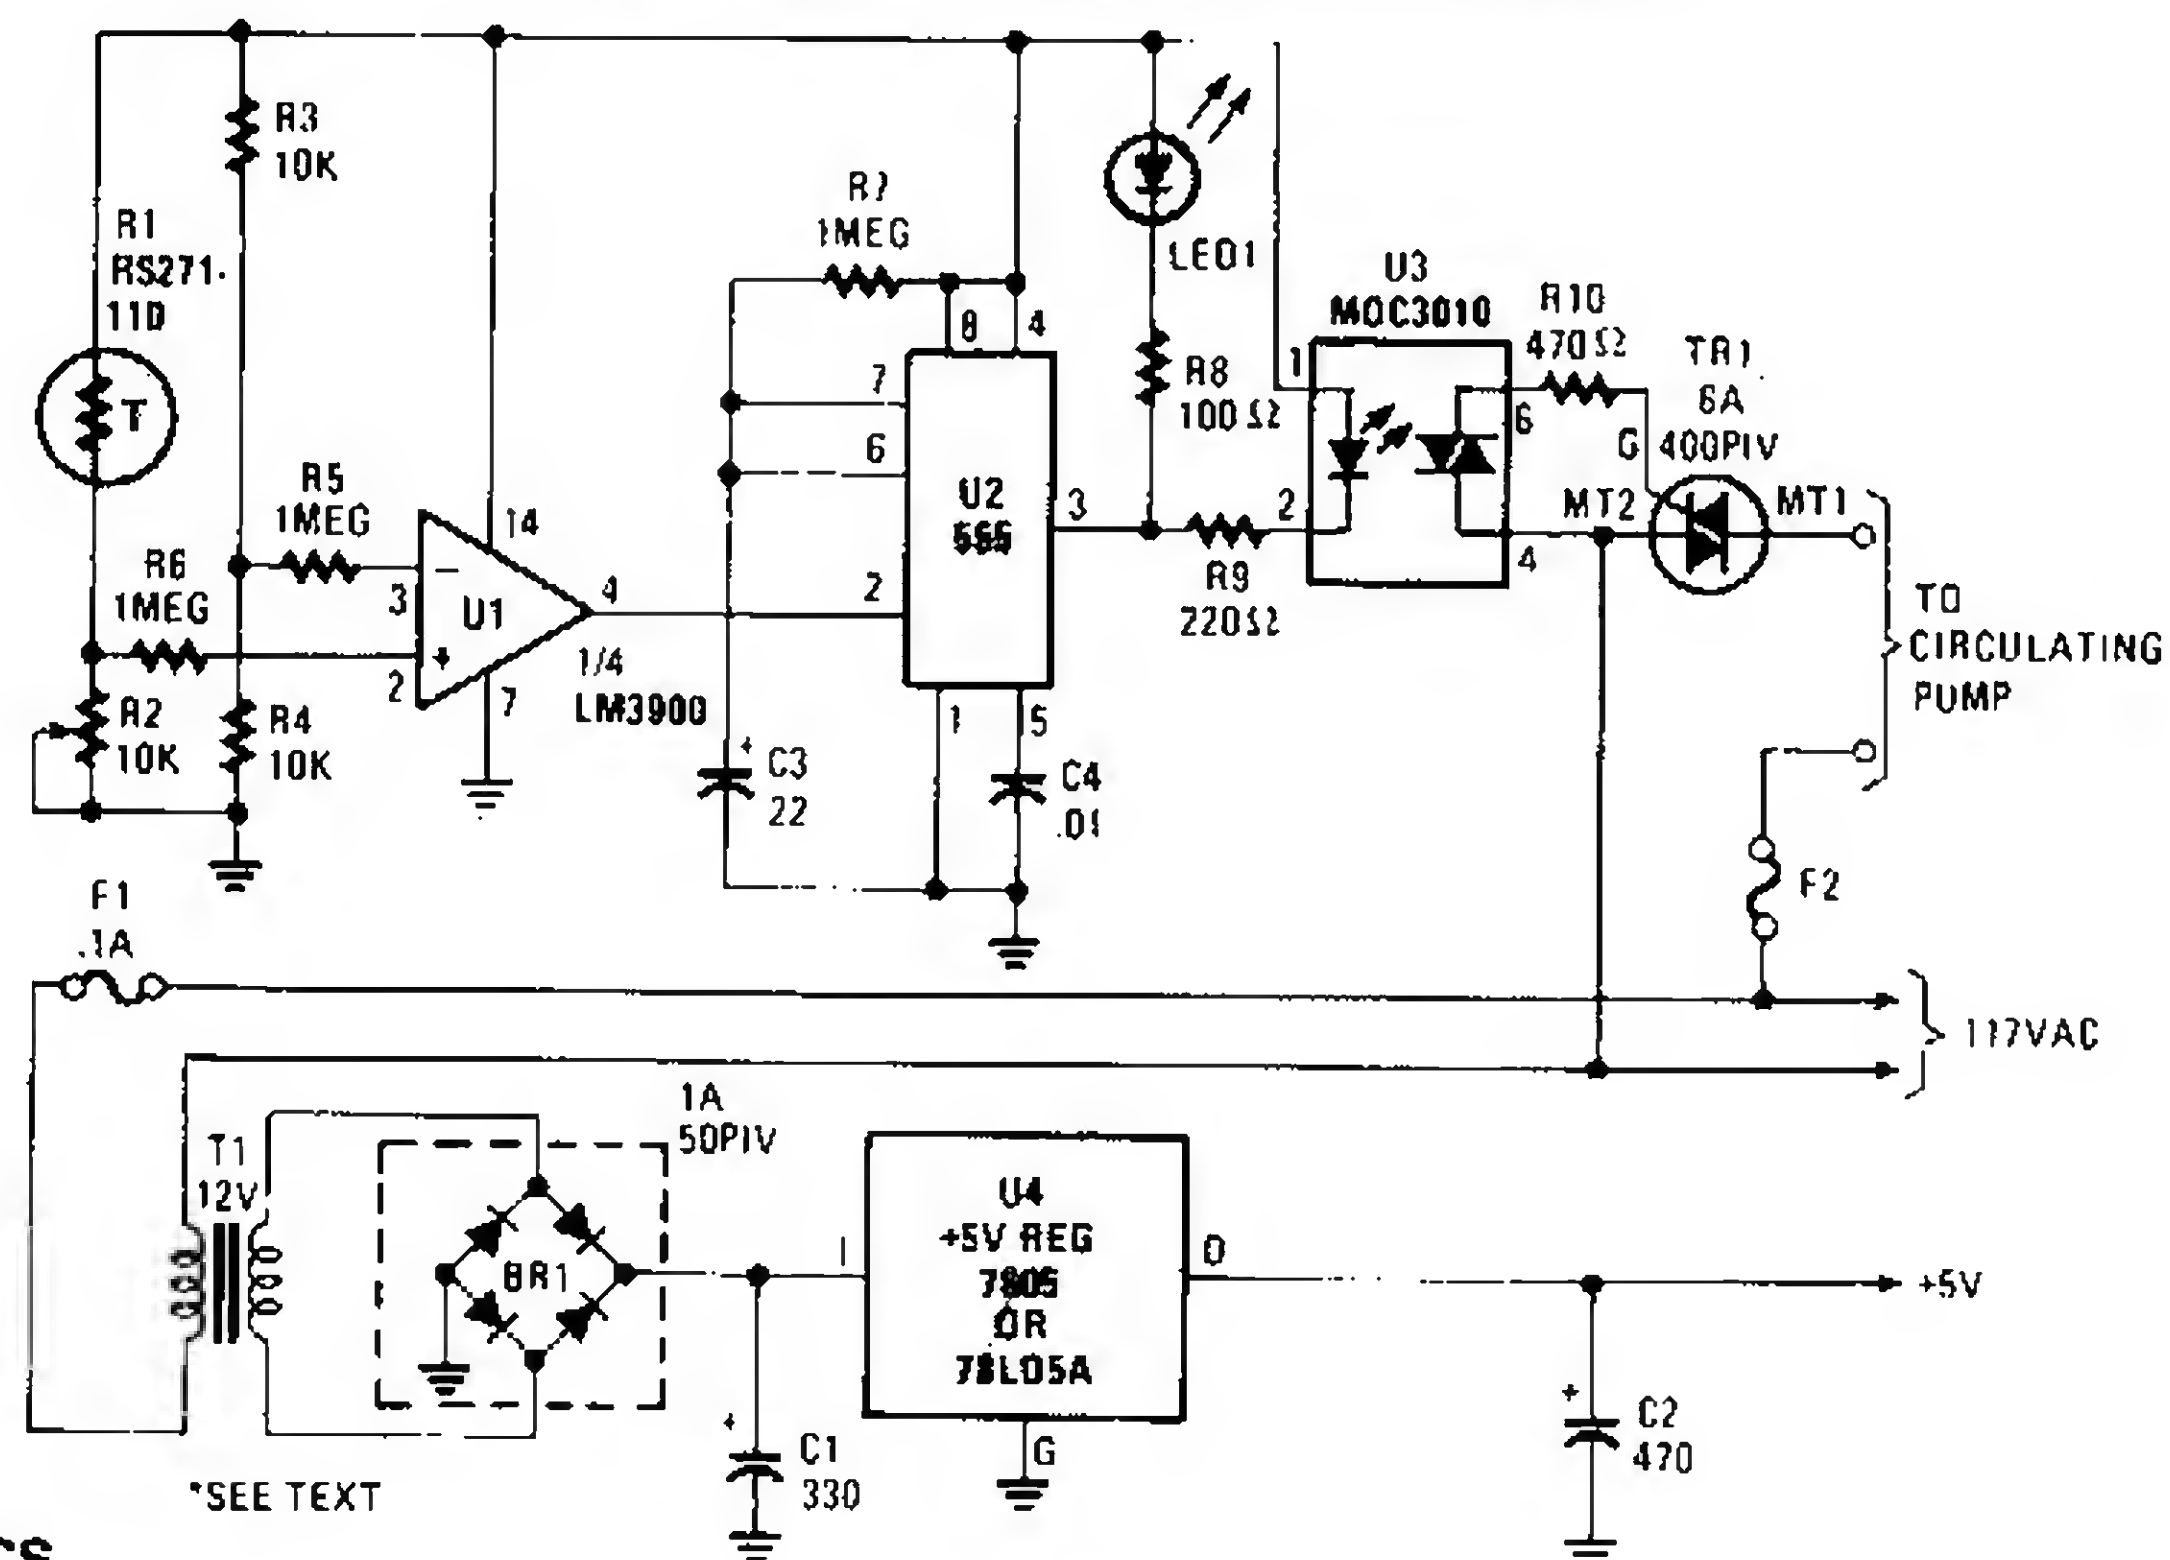 R3
10K
R1
RS271-
110
T
R7
1MEG
LED1
8
4
7
6
2
3
1
5
U2
555
R8
100Ω
U3
MOC3010
1
2
6
4
R10
470Ω
TR1
6A
400PIV
G
MT2
MT1
R5
1MEG
R6
1MEG
−
+
3
2
14
7
4
U1
1/4
LM3900
R2
10K
R4
10K
R9
220Ω
+
C3
22
C4
.01
TO
CIRCULATING
PUMP
F2
F1
.1A
117VAC
T1
12V
1A
50PIV
BR1
I
U4
+5V REG
7805
OR
78L05A
O
G
+5V
+
C1
330
+
C2
470
*SEE TEXT